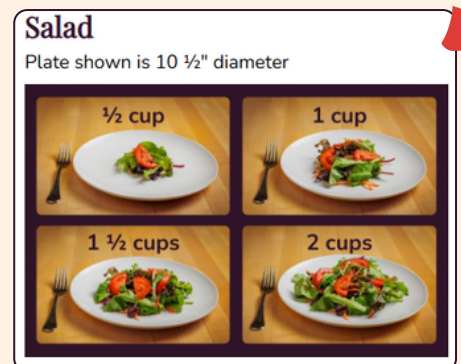 Salad
Plate shown is 10 ½" diameter
½ cup
1 cup
1 ½ cups
2 cups